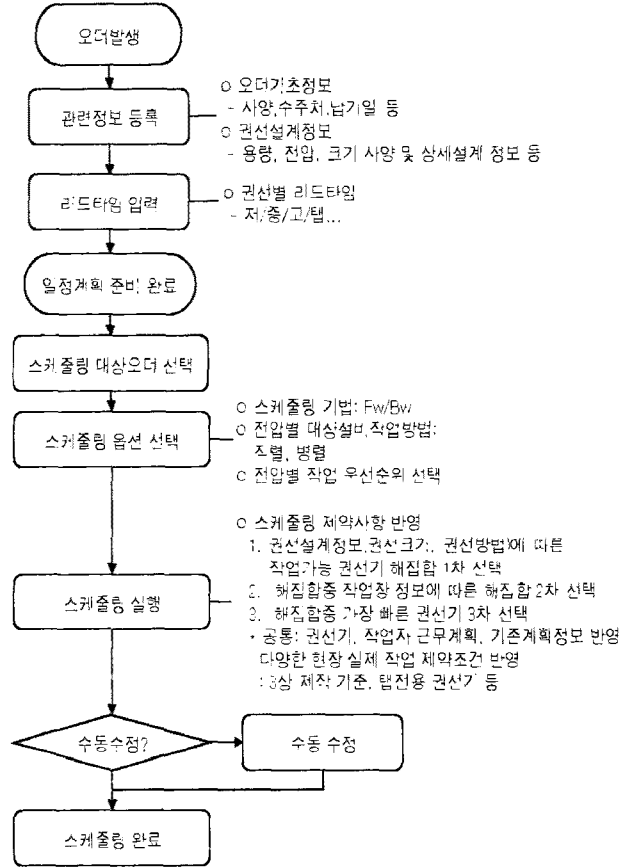 오더발생
관련정보 등록
o 오더기초정보
- 사양,수주처,납기일 등
o 권선설계정보
- 용량, 전압, 크기 사양 및 상세설계 정보 등
리드타임 입력
o 권선별 리드타임
- 저/중/고/탭...
일정계획 준비 완료
스케줄링 대상오더 선택
스케줄링 옵션 선택
o 스케줄링 기법: Fw/Bw
o 전압별 대상설비,작업방법:
직렬, 병렬
o 전압별 작업 우선순위 선택
스케줄링 실행
o 스케줄링 제약사항 반영
1. 권선설계정보,권선크기, 권선방법)에 따른
작업가능 권선기 해집합 1차 선택
2. 해집합중 작업장 정보에 따른 해집합 2차 선택
3. 해집합중 가장 빠른 권선기 3차 선택
* 공통: 권선기, 작업자 근무계획, 기존계획정보 반영
다양한 현장 실제 작업 제약조건 반영
: 3상 제작 기준, 탭전용 권선기 등
수동수정?
수동 수정
스케줄링 완료